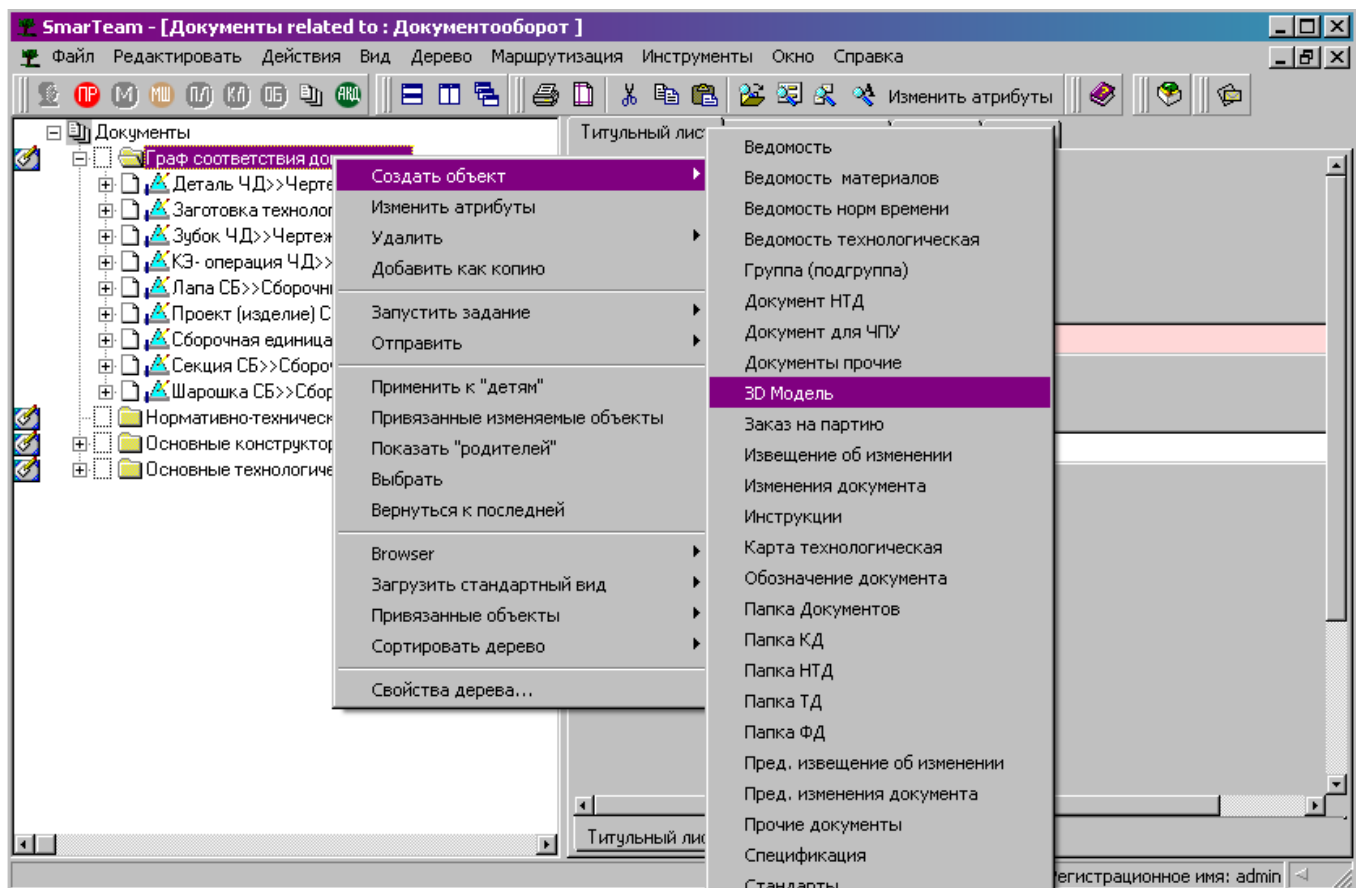 SmarTeam - [Документы related to : Документооборот ]
Файл Редактировать Действия Вид Дерево Маршрутизация Инструменты Окно Справка
ПР М МШ ПЛ КЛ ОБ АКД Изменить атрибуты
Документы
Граф соответствия
Деталь ЧД>>Черте
Заготовка технолог
Зубок ЧД>>Чертеж
КЭ- операция ЧД>>
Лапа СБ>>Сборочн
Проект (изделие) С
Сборочная единица
Секция СБ>>Сборо
Шарошка СБ>>Сбор
Нормативно-техническ
Основные конструктор
Основные технологиче
Титульный лис
Создать объект
Изменить атрибуты
Удалить
Добавить как копию
Запустить задание
Отправить
Применить к "детям"
Привязанные изменяемые объекты
Показать "родителей"
Выбрать
Вернуться к последней
Browser
Загрузить стандартный вид
Привязанные объекты
Сортировать дерево
Свойства дерева...
Ведомость
Ведомость материалов
Ведомость норм времени
Ведомость технологическая
Группа (подгруппа)
Документ НТД
Документ для ЧПУ
Документы прочие
3D Модель
Заказ на партию
Извещение об изменении
Изменения документа
Инструкции
Карта технологическая
Обозначение документа
Папка Документов
Папка КД
Папка НТД
Папка ТД
Папка ФД
Пред. извещение об изменении
Пред. изменения документа
Прочие документы
Спецификация
Стандарты
Титульный лис
егистрационное имя: admin